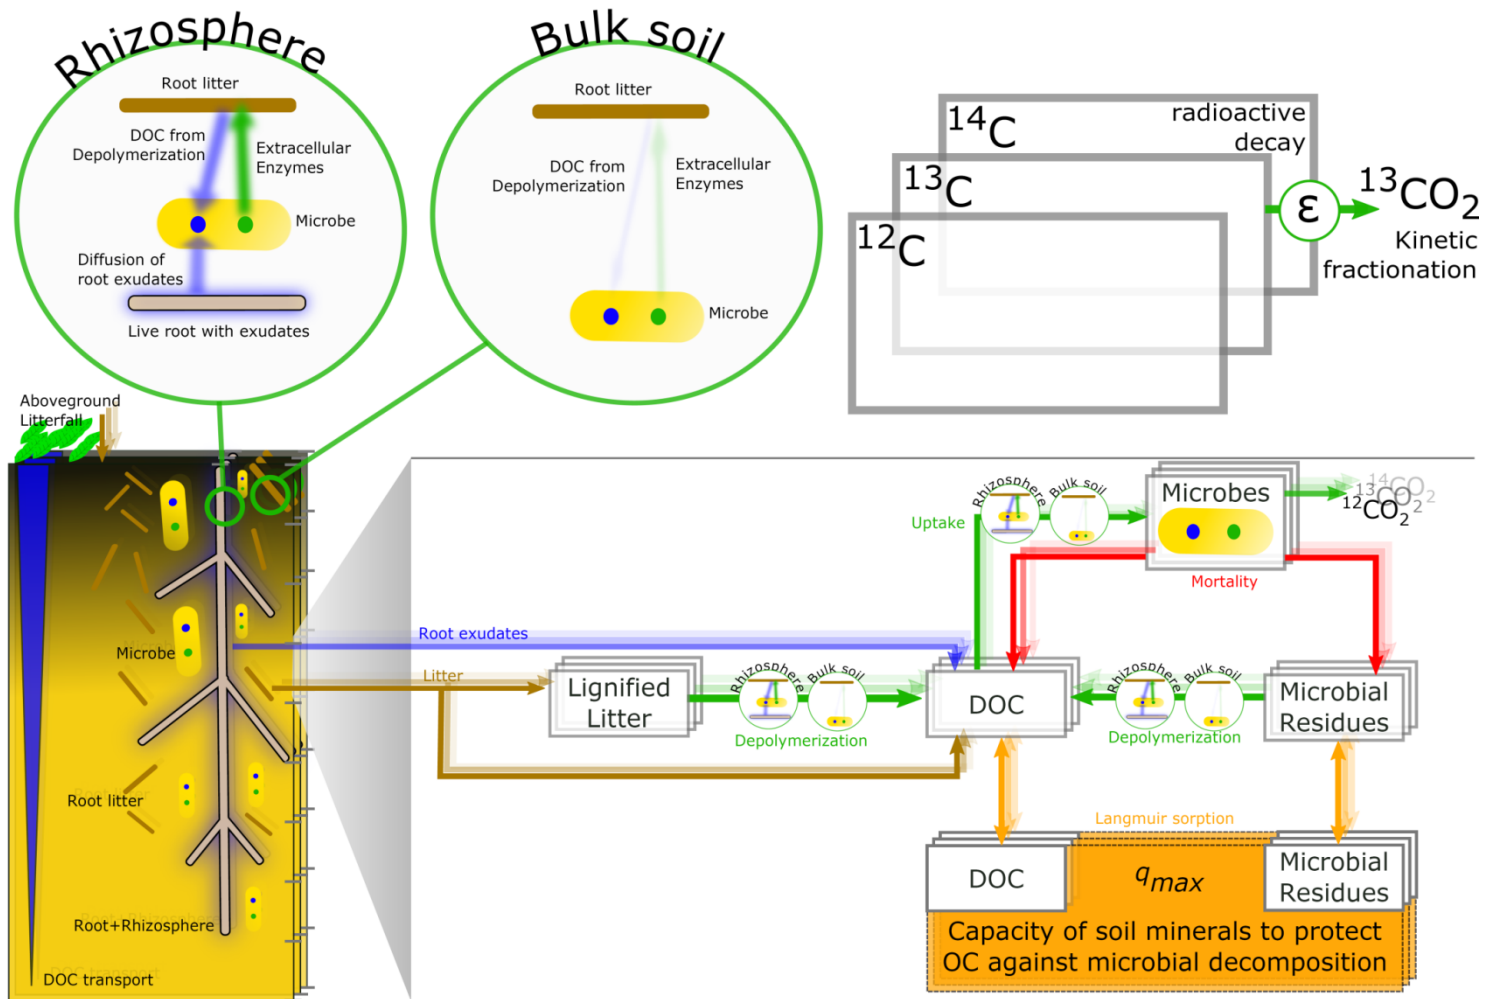 Rhizosphere
Root litter
DOC from
Depolymerization
Extracellular
Enzymes
Microbe
Diffusion of
root exudates
Live root with exudates
Bulk soil
Root litter
DOC from
Depolymerization
Extracellular
Enzymes
Microbe
¹⁴C
radioactive
decay
¹³C
¹²C
ε
¹³CO₂
Kinetic
fractionation
Aboveground
Litterfall
Microbe
Root litter
Root+Rhizosphere
DOC transport
Rhizosphere
Bulk soil
Uptake
Microbes
¹⁴CO₂
¹³CO₂
¹²CO₂
Mortality
Root exudates
Litter
Lignified
Litter
Rhizosphere
Bulk soil
Depolymerization
DOC
Rhizosphere
Bulk soil
Depolymerization
Microbial
Residues
Langmuir sorption
DOC
qmax
Microbial
Residues
Capacity of soil minerals to protect
OC against microbial decomposition